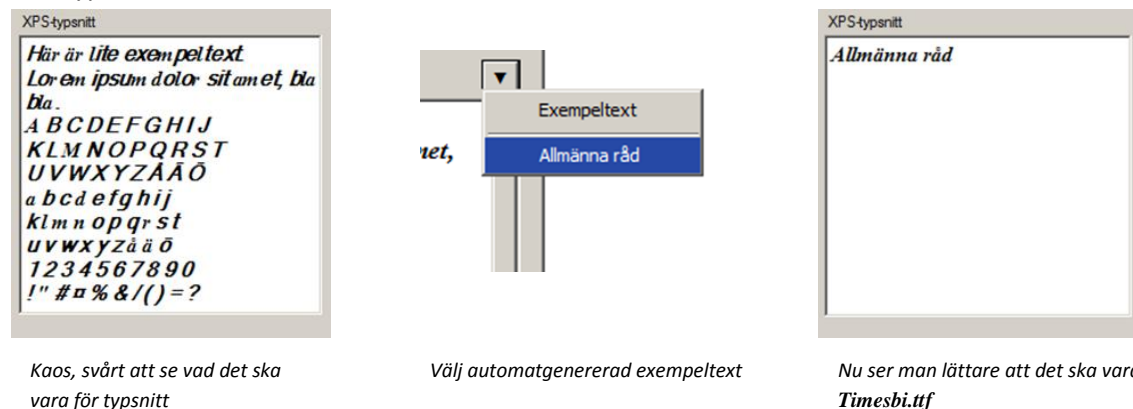 XPS-typsnitt
Här är lite exempeltext
Lorem ipsum dolor sit amet, bla
bla.
A B C D E F G H I J
K L M N O P Q R S T
U V W X Y Z Å Ä Ö
a b c d e f g h i j
k l m n o p q r s t
u v w x y z å ä ö
1 2 3 4 5 6 7 8 9 0
! " # ¤ % & / ( ) = ?
Kaos, svårt att se vad det ska
vara för typsnitt
▼
Exempeltext
Allmänna råd
net,
Välj automatgenererad exempeltext
XPS-typsnitt
Allmänna råd
Nu ser man lättare att det ska vara
Timesbi.ttf